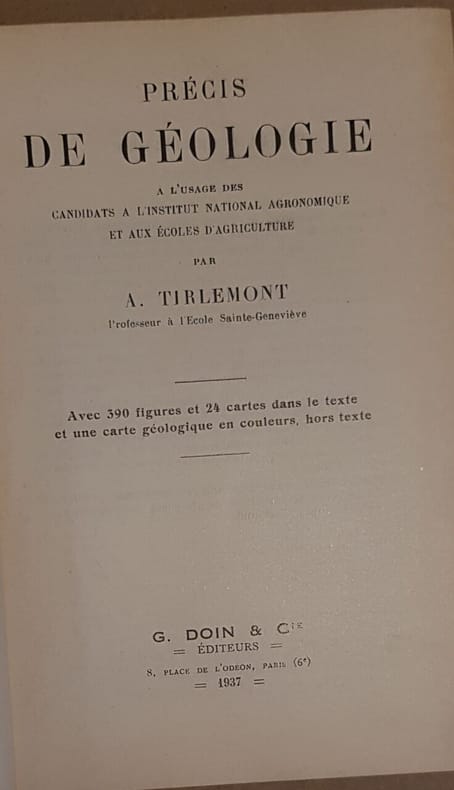 PRÉCIS
DE GÉOLOGIE
A L'USAGE DES
CANDIDATS A L'INSTITUT NATIONAL AGRONOMIQUE
ET AUX ÉCOLES D'AGRICULTURE
PAR
A. TIRLEMONT
Professeur à l'Ecole Sainte-Geneviève
Avec 390 figures et 24 cartes dans le texte
et une carte géologique en couleurs, hors texte
G. DOIN & Cie
= ÉDITEURS =
8, PLACE DE L'ODÉON, PARIS (6e)
= 1937 =